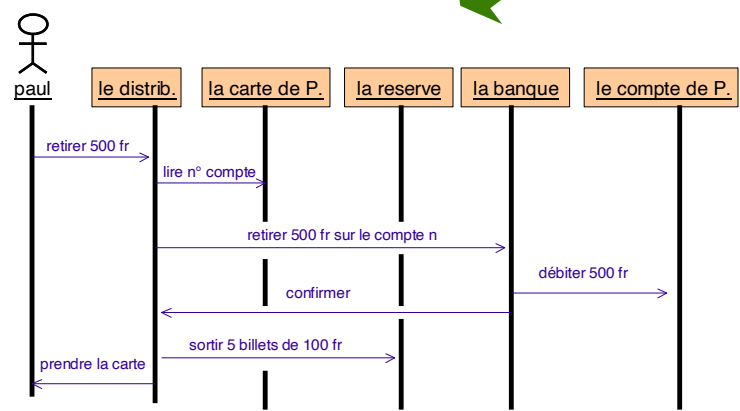 paul
le distrib.
la carte de P.
la reserve
la banque
le compte de P.
retirer 500 fr
lire n° compte
retirer 500 fr sur le compte n
débiter 500 fr
confirmer
sortir 5 billets de 100 fr
prendre la carte